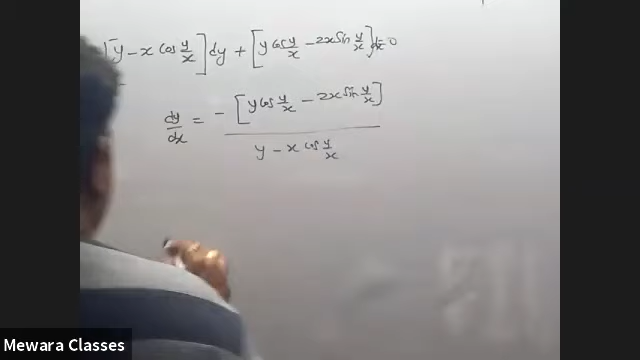 [y - x cos y/x] dy + [y cos y/x - 2x sin y/x] dx = 0
dy/dx = -[y cos y/x - 2x sin y/x] / y - x cos y/x
Mewara Classes